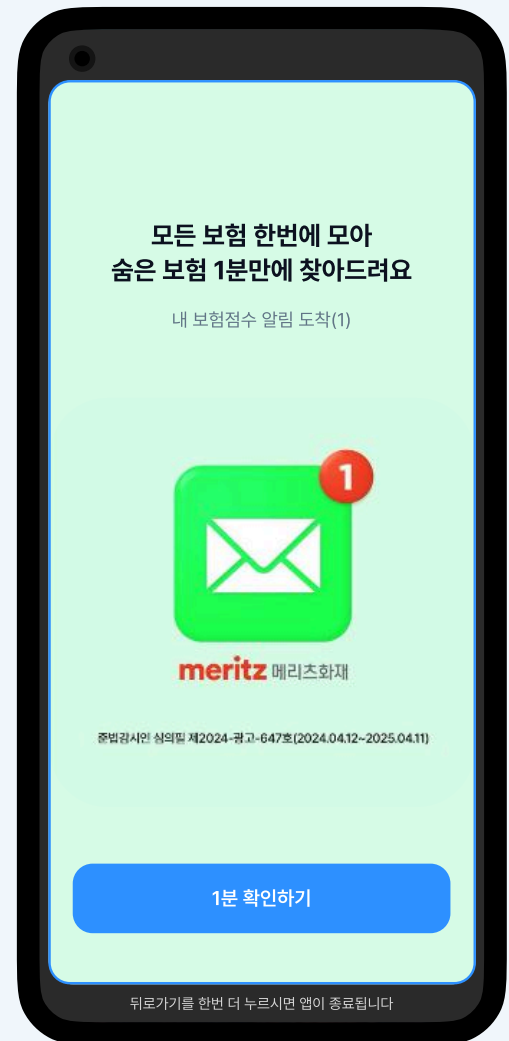 모든 보험 한번에 모아
숨은 보험 1분만에 찾아드려요
내 보험점수 알림 도착(1)
1
meritz 메리츠화재
준법감시인 심의필 제2024-광고-647호(2024.04.12~2025.04.11)
1분 확인하기
뒤로가기를 한번 더 누르시면 앱이 종료됩니다